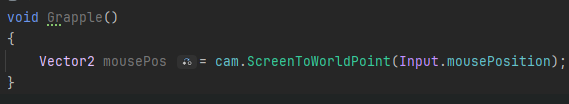 void Grapple()
{
Vector2 mousePos = cam.ScreenToWorldPoint(Input.mousePosition);
}